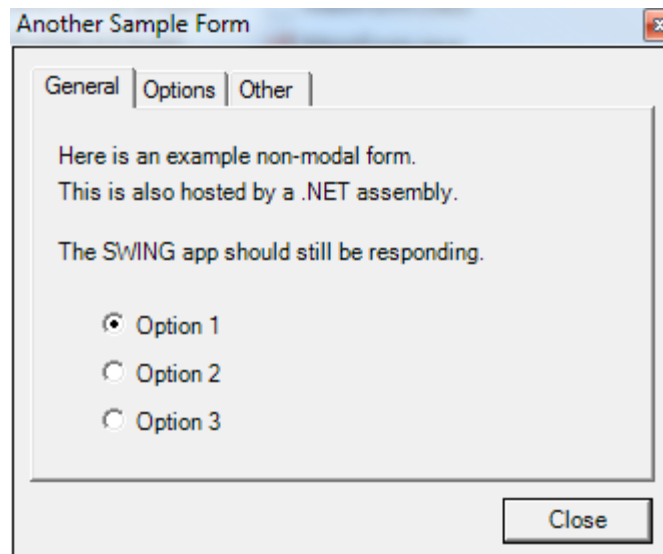 Another Sample Form
General Options Other
Here is an example non-modal form.
This is also hosted by a .NET assembly.
The SWING app should still be responding.
Option 1
Option 2
Option 3
Close